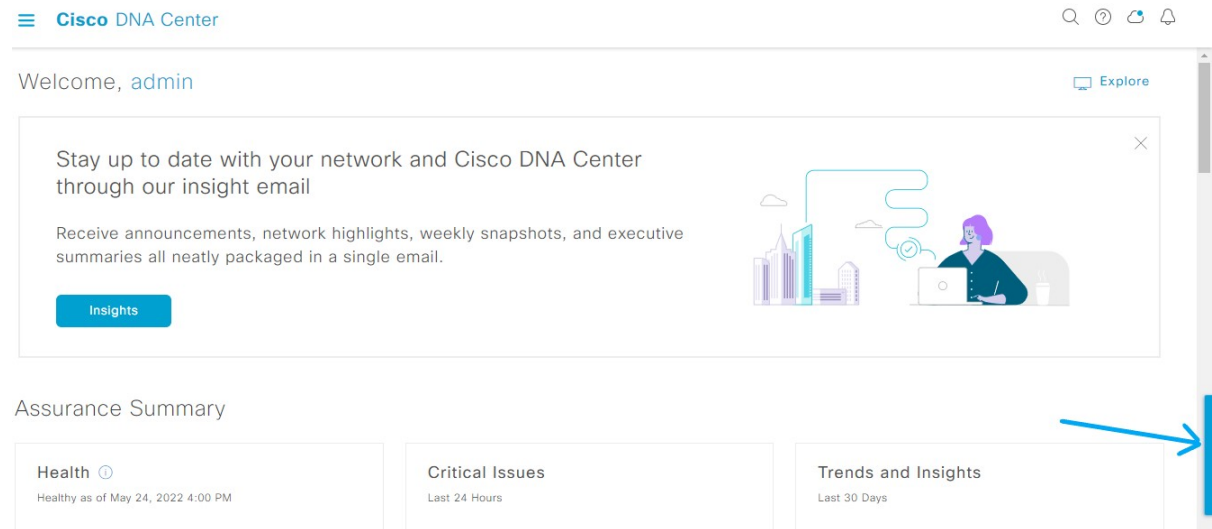 Cisco DNA Center
Welcome, admin
Explore
Stay up to date with your network and Cisco DNA Center
through our insight email
Receive announcements, network highlights, weekly snapshots, and executive
summaries all neatly packaged in a single email.
Insights
Assurance Summary
Health
Healthy as of May 24, 2022 4:00 PM
Critical Issues
Last 24 Hours
Trends and Insights
Last 30 Days